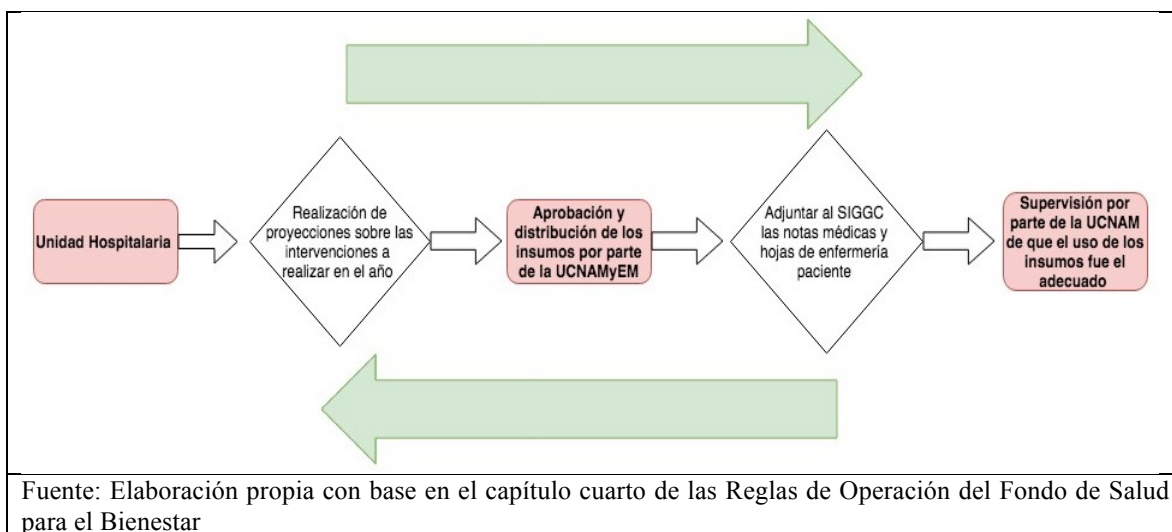 Unidad Hospitalaria
Realización de
proyecciones sobre las
intervenciones a
realizar en el año
Aprobación y
distribución de los
insumos por parte
de la UCNAMyEM
Adjuntar al SIGGC
las notas médicas y
hojas de enfermería
paciente
Supervisión por
parte de la UCNAM
de que el uso de los
insumos fue el
adecuado
Fuente: Elaboración propia con base en el capítulo cuarto de las Reglas de Operación del Fondo de Salud
para el Bienestar